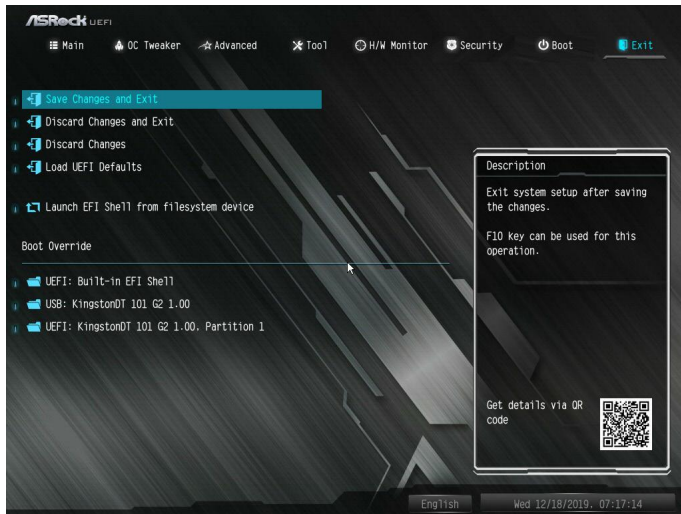 ASRock UEFI
Main OC Tweaker Advanced Tool H/W Monitor Security Boot Exit
Save Changes and Exit
Discard Changes and Exit
Discard Changes
Load UEFI Defaults
Launch EFI Shell from filesystem device
Boot Override
UEFI: Built-in EFI Shell
USB: KingstonDT 101 G2 1.00
UEFI: KingstonDT 101 G2 1.00, Partition 1
Description
Exit system setup after saving
the changes.
F10 key can be used for this
operation.
Get details via QR
code
English
Wed 12/18/2019. 07:17:14